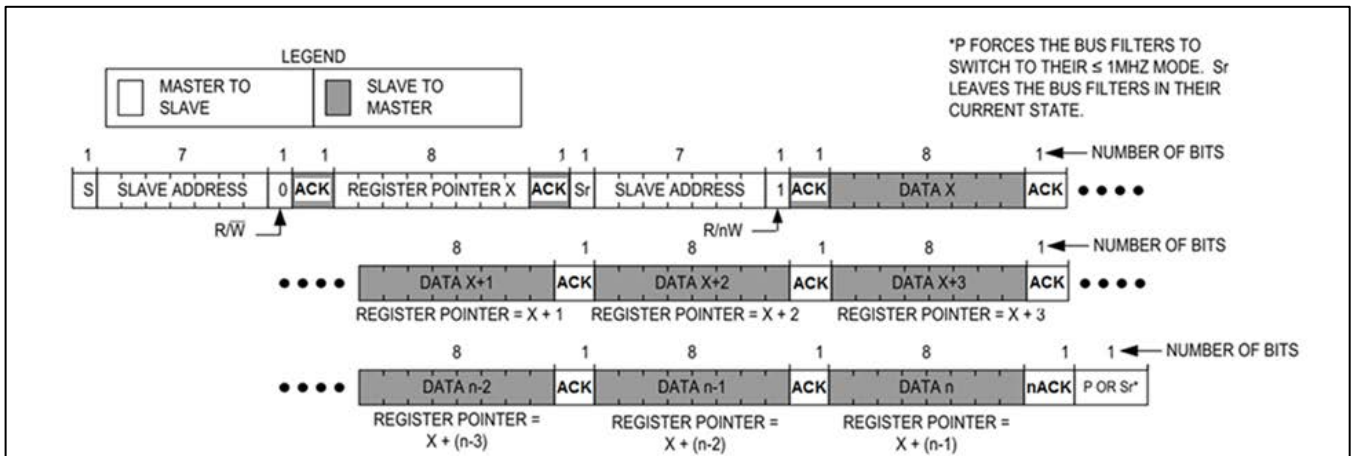 LEGEND
MASTER TO
SLAVE
SLAVE TO
MASTER
*P FORCES THE BUS FILTERS TO
SWITCH TO THEIR ≤ 1MHZ MODE. Sr
LEAVES THE BUS FILTERS IN THEIR
CURRENT STATE.
1 7 1 1 8 1 1 7 1 1 8 1 NUMBER OF BITS
S SLAVE ADDRESS 0 ACK REGISTER POINTER X ACK Sr SLAVE ADDRESS 1 ACK DATA X ACK
R/W̅ R/nW
8 1 8 1 8 1 NUMBER OF BITS
DATA X+1 ACK DATA X+2 ACK DATA X+3 ACK
REGISTER POINTER = X + 1 REGISTER POINTER = X + 2 REGISTER POINTER = X + 3
8 1 8 1 8 1 1 NUMBER OF BITS
DATA n-2 ACK DATA n-1 ACK DATA n nACK P OR Sr*
REGISTER POINTER =
X + (n-3)
REGISTER POINTER =
X + (n-2)
REGISTER POINTER =
X + (n-1)